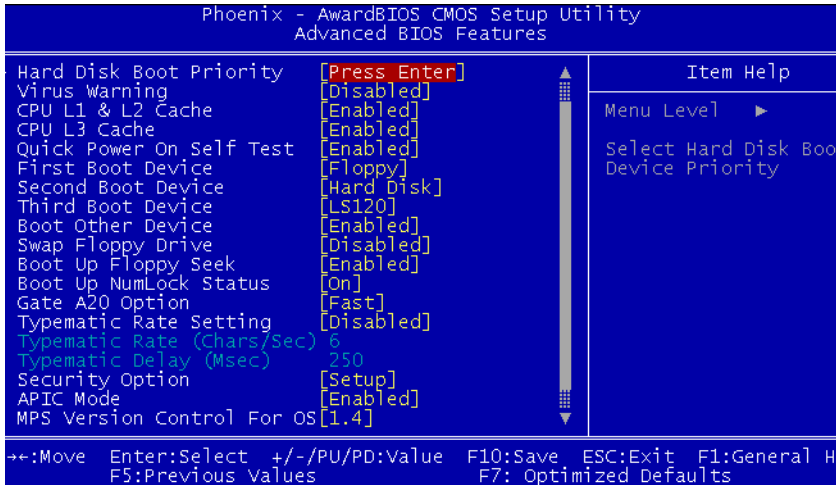 Phoenix - AwardBIOS CMOS Setup Utility
Advanced BIOS Features
Hard Disk Boot Priority [Press Enter]
Virus Warning [Disabled]
CPU L1 & L2 Cache [Enabled]
CPU L3 Cache [Enabled]
Quick Power On Self Test [Enabled]
First Boot Device [Floppy]
Second Boot Device [Hard Disk]
Third Boot Device [LS120]
Boot Other Device [Enabled]
Swap Floppy Drive [Disabled]
Boot Up Floppy Seek [Enabled]
Boot Up NumLock Status [On]
Gate A20 Option [Fast]
Typematic Rate Setting [Disabled]
Typematic Rate (Chars/Sec) 6
Typematic Delay (Msec) 250
Security Option [Setup]
APIC Mode [Enabled]
MPS Version Control For OS[1.4]
Item Help
Menu Level ►
Select Hard Disk Boo
Device Priority
→←:Move Enter:Select +/-/PU/PD:Value F10:Save ESC:Exit F1:General H
F5:Previous Values F7: Optimized Defaults